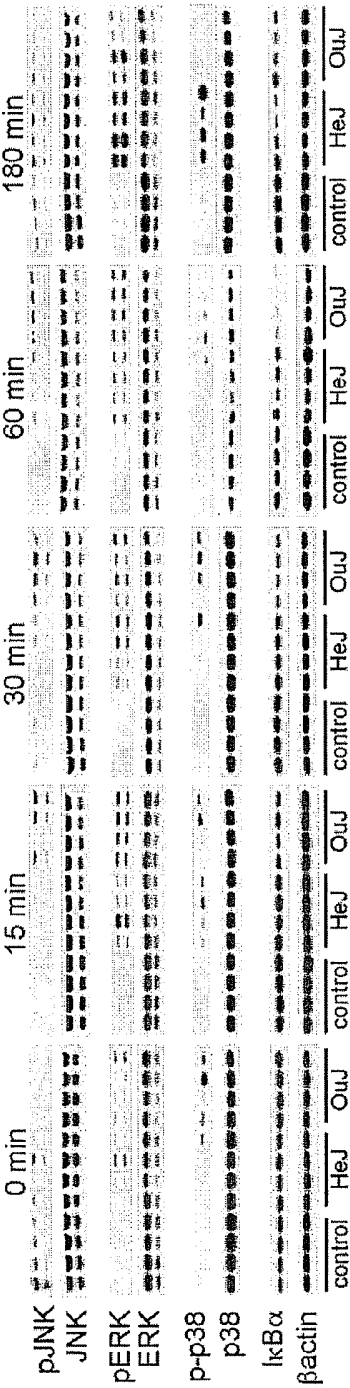 0 min 15 min 30 min 60 min 180 min
pJNK
JNK
pERK
ERK
p-p38
p38
IκBα
βactin
control HeJ OuJ control HeJ OuJ control HeJ OuJ control HeJ OuJ control HeJ OuJ